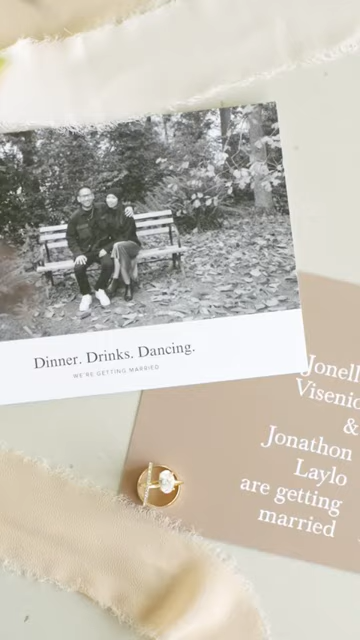 Dinner. Drinks. Dancing.
WE'RE GETTING MARRIED
&
Jonathon
Laylo
are getting
married